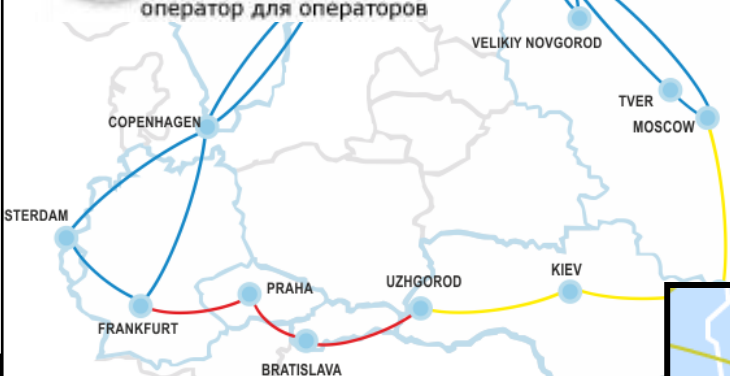 оператор для операторов
VELIKIY NOVGOROD
TVER
MOSCOW
COPENHAGEN
STERDAM
UZHGOROD
KIEV
PRAHA
FRANKFURT
BRATISLAVA